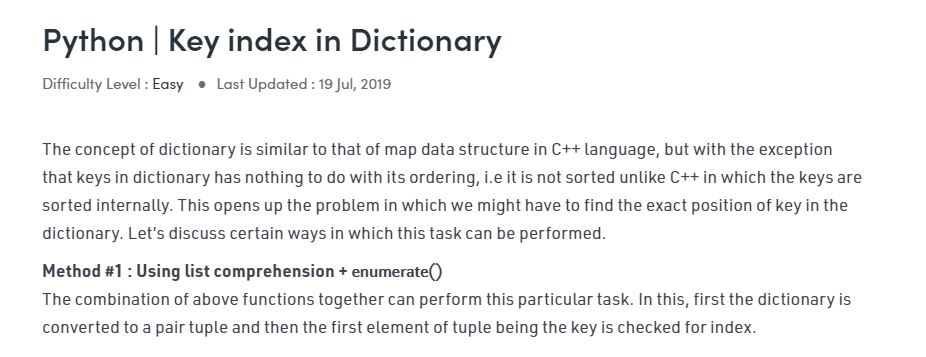 Python | Key index in Dictionary
Difficulty Level : Easy ● Last Updated : 19 Jul, 2019
The concept of dictionary is similar to that of map data structure in C++ language, but with the exception
that keys in dictionary has nothing to do with its ordering, i.e it is not sorted unlike C++ in which the keys are
sorted internally. This opens up the problem in which we might have to find the exact position of key in the
dictionary. Let’s discuss certain ways in which this task can be performed.
Method #1 : Using list comprehension + enumerate()
The combination of above functions together can perform this particular task. In this, first the dictionary is
converted to a pair tuple and then the first element of tuple being the key is checked for index.